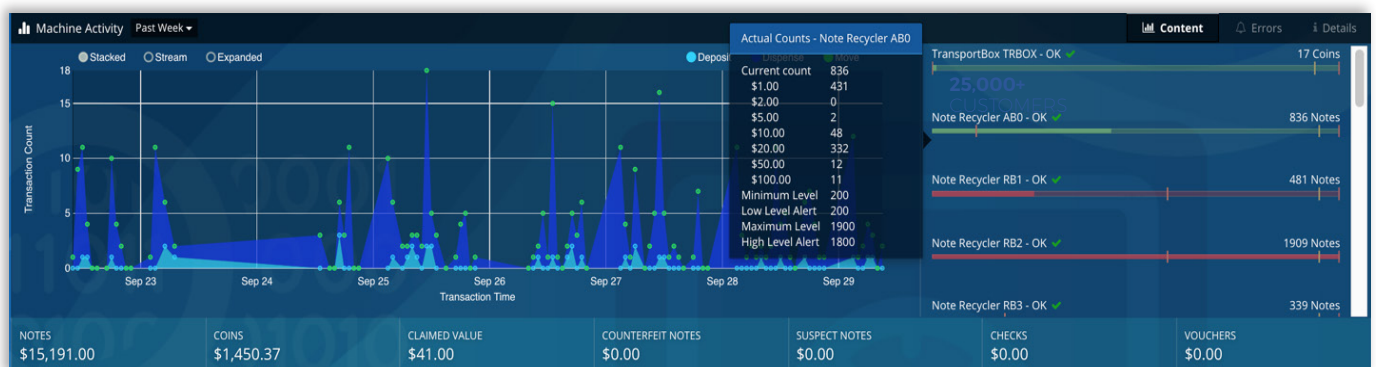 Machine Activity Past Week
Content
Errors
Details
Stacked Stream Expanded
Dispense Move
Transaction Count
18
15
10
5
0
Sep 23 Sep 24 Sep 25 Sep 26 Sep 27 Sep 28 Sep 29
Transaction Time
Actual Counts - Note Recycler AB0
Current count 836
$1.00 431
$2.00 0
$5.00 2
$10.00 48
$20.00 332
$50.00 12
$100.00 11
Minimum Level 200
Low Level Alert 200
Maximum Level 1900
High Level Alert 1800
TransportBox TRBOX - OK 17 Coins
25,000+
CUSTOMERS
Note Recycler AB0 - OK 836 Notes
Note Recycler RB1 - OK 481 Notes
Note Recycler RB2 - OK 1909 Notes
Note Recycler RB3 - OK 339 Notes
NOTES
$15,191.00
COINS
$1,450.37
CLAIMED VALUE
$41.00
COUNTERFEIT NOTES
$0.00
SUSPECT NOTES
$0.00
CHECKS
$0.00
VOUCHERS
$0.00